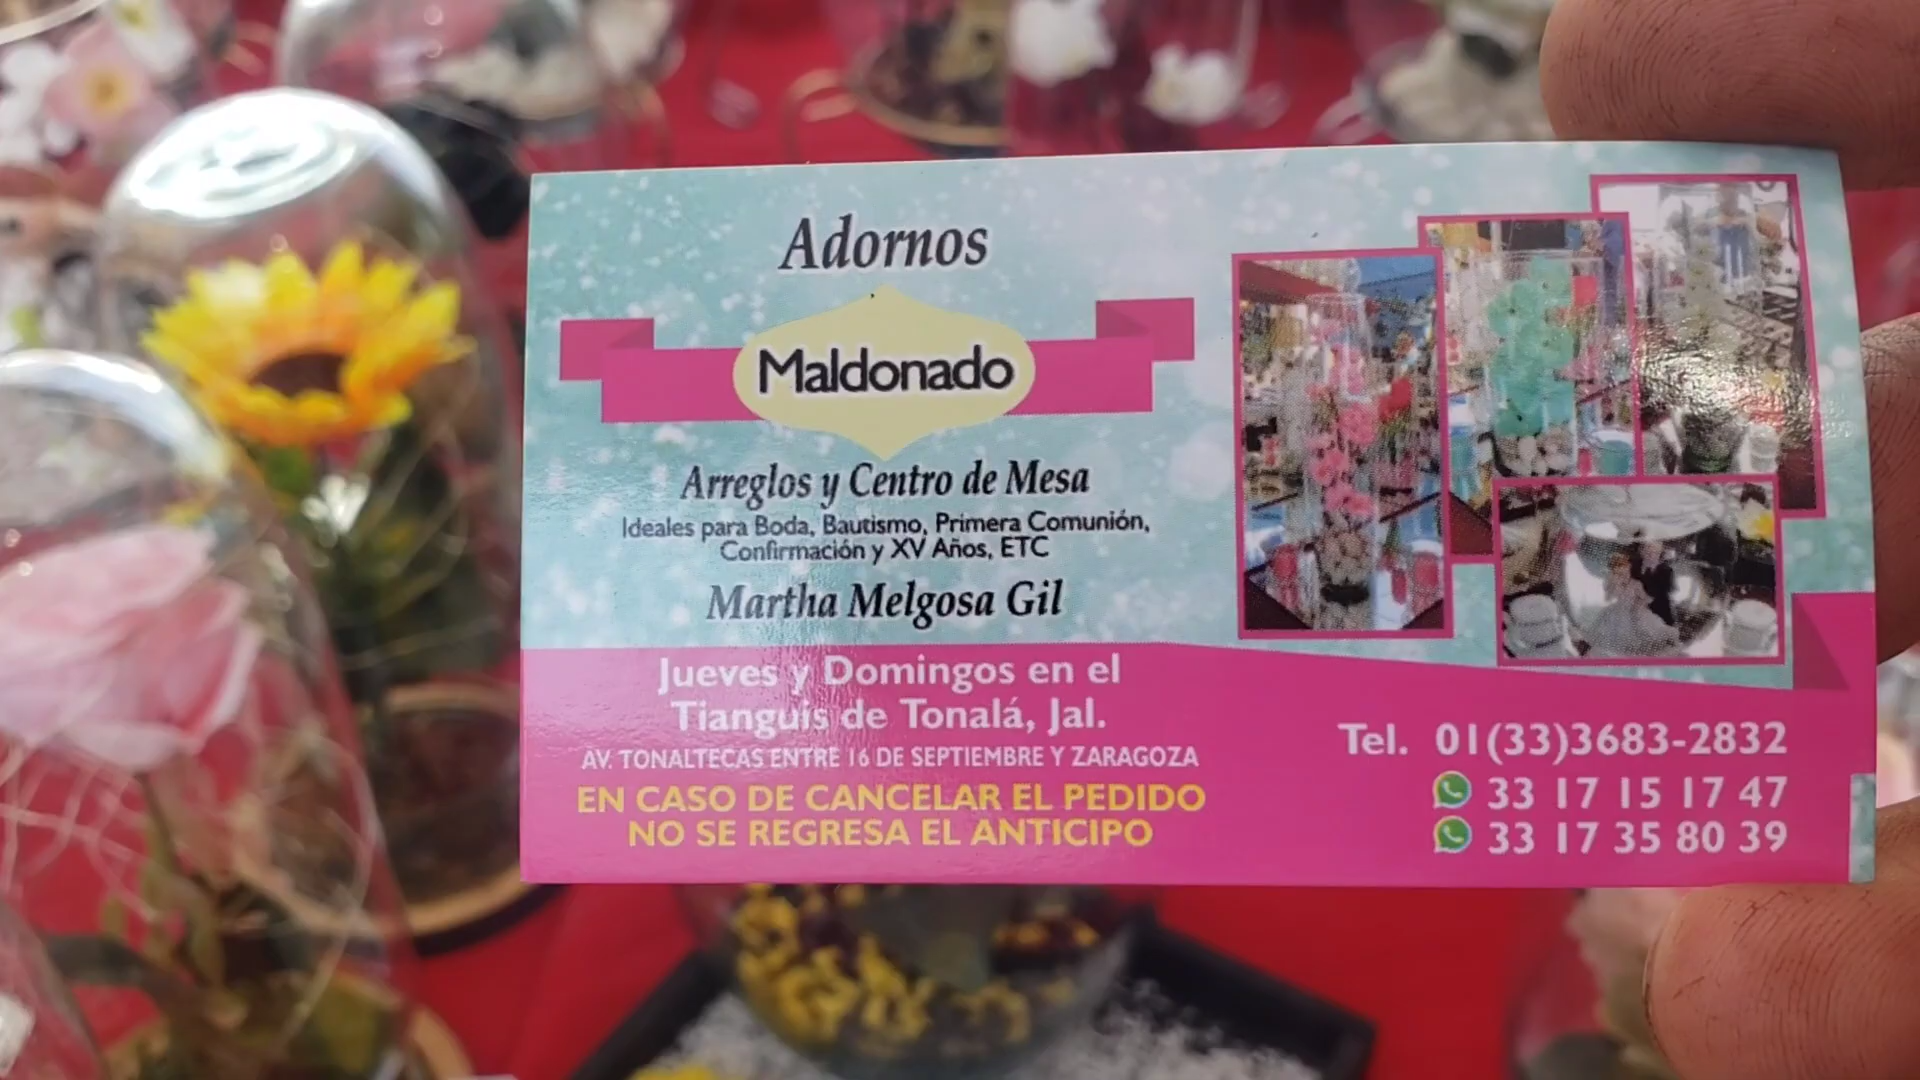 Adornos
Maldonado
Arreglos y Centro de Mesa
Ideales para Boda, Bautismo, Primera Comunión,
Confirmación y XV Años, ETC
Martha Melgosa Gil
Jueves y Domingos en el
Tianguis de Tonalá, Jal.
AV. TONALTECAS ENTRE 16 DE SEPTIEMBRE Y ZARAGOZA
EN CASO DE CANCELAR EL PEDIDO
NO SE REGRESA EL ANTICIPO
Tel. 01(33)3683-2832
33 17 15 17 47
33 17 35 80 39